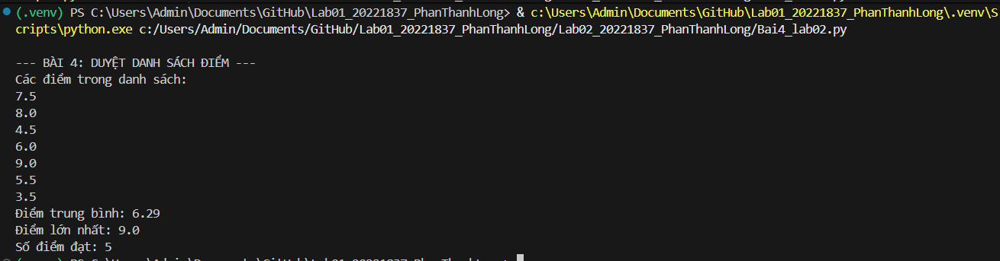 (.venv) PS C:\Users\Admin\Documents\GitHub\Lab01_20221837_PhanThanhLong> & c:\Users\Admin\Documents\GitHub\Lab01_20221837_PhanThanhLong\.venv\S
cripts\python.exe c:/Users/Admin/Documents/GitHub/Lab01_20221837_PhanThanhLong/Lab02_20221837_PhanThanhLong/Bai4_lab02.py
--- BÀI 4: DUYỆT DANH SÁCH ĐIỂM ---
Các điểm trong danh sách:
7.5
8.0
4.5
6.0
9.0
5.5
3.5
Điểm trung bình: 6.29
Điểm lớn nhất: 9.0
Số điểm đạt: 5